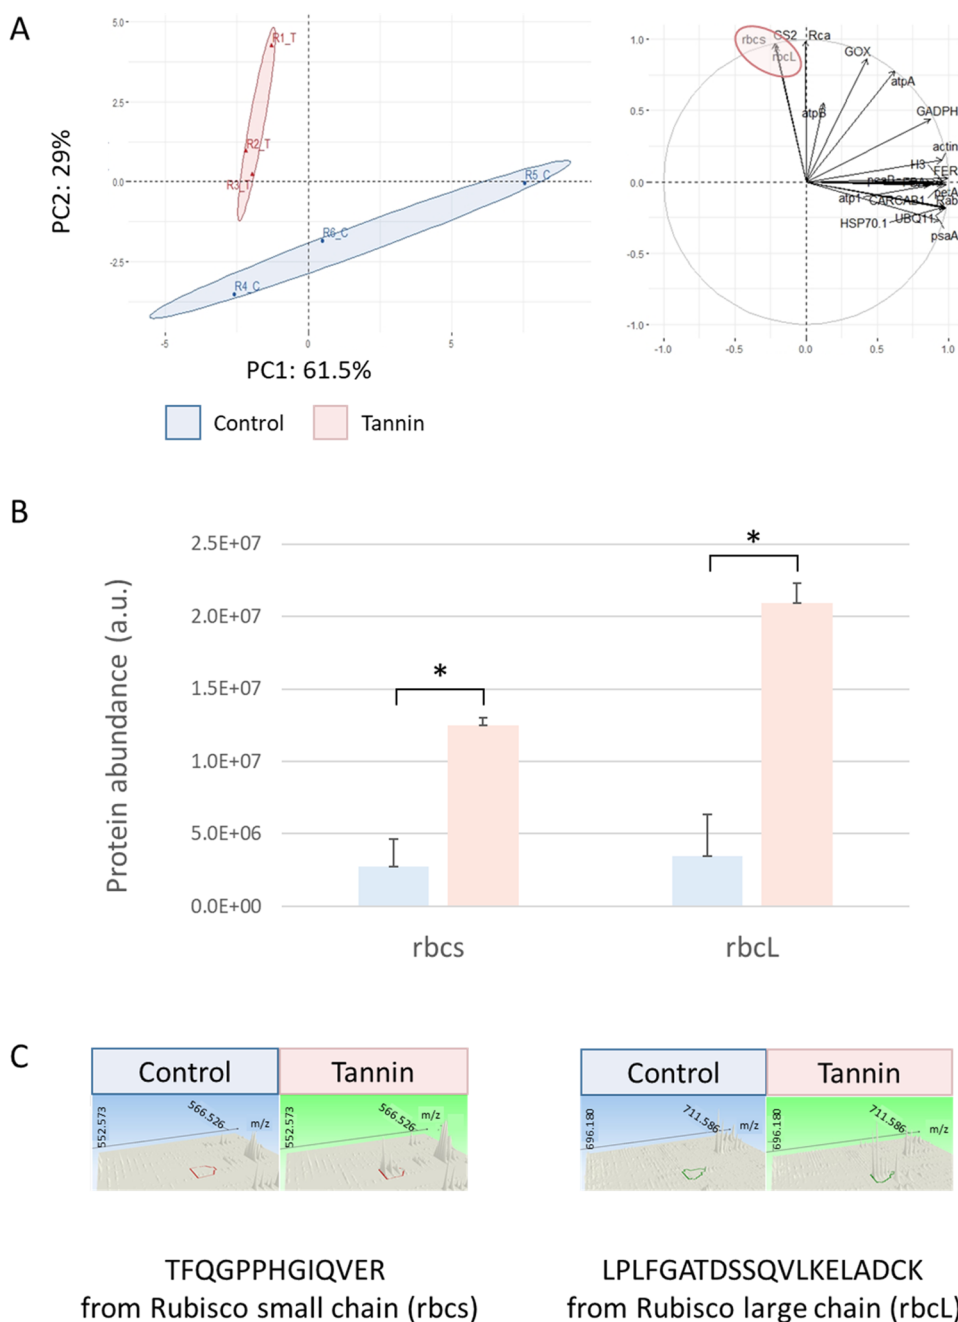 A
PC2: 29%
5.0
2.5
0.0
-2.5
R1_T
R2_T
R3_T
R5_C
R6_C
R4_C
-5
0
5
PC1: 61.5%
Control
Tannin
1.0
0.5
0.0
-0.5
-1.0
rbcs
GS2
Rca
rbcL
GOX
atpA
atpB
GADPH
actin
H3
FER
psaB
petA
atp1
CARCAB1
Rab
HSP70.1
UBQ11
psaA
-1.0
-0.5
0.0
0.5
1.0
B
Protein abundance (a.u.)
2.5E+07
2.0E+07
1.5E+07
1.0E+07
5.0E+06
0.0E+00
*
*
rbcs
rbcL
C
Control
Tannin
552.573
566.526
m/z
552.573
566.526
m/z
TFQGPPHGIQVER
from Rubisco small chain (rbcs)
Control
Tannin
696.180
711.586
m/z
696.180
711.586
m/z
LPLFGATDSSQVLKELADCK
from Rubisco large chain (rbcL)